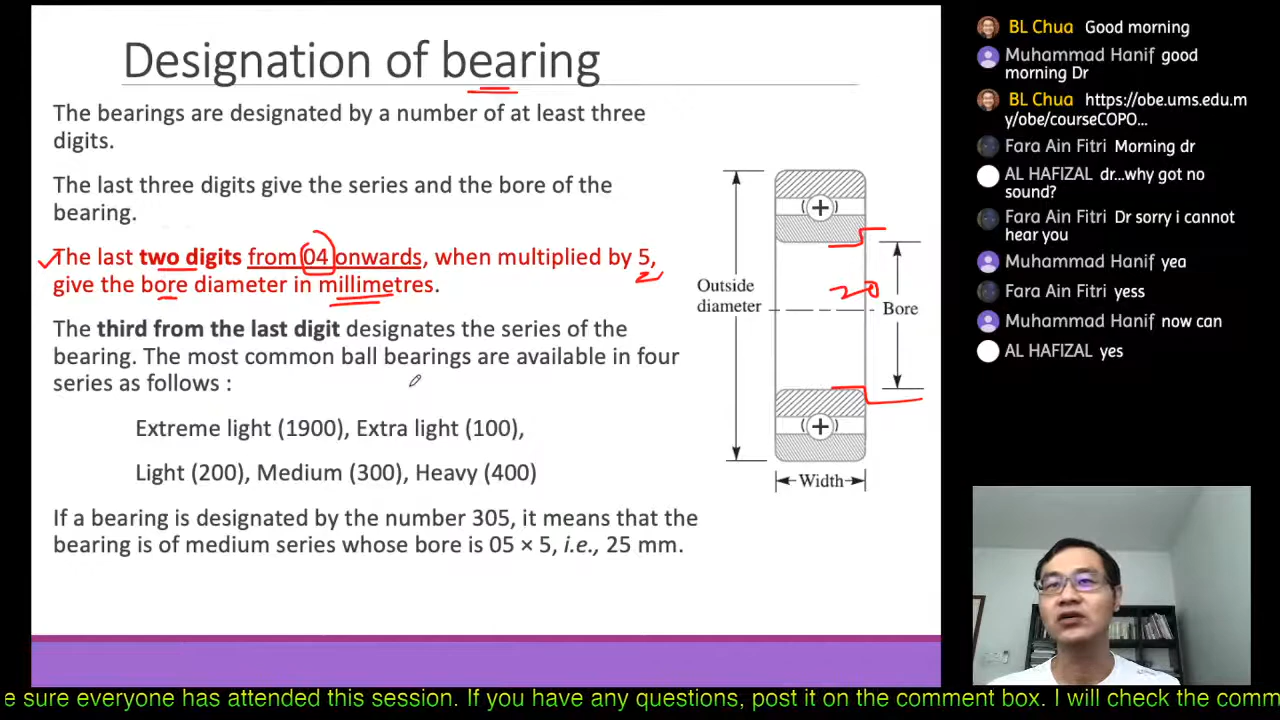 Designation of bearing
The bearings are designated by a number of at least three
digits.
The last three digits give the series and the bore of the
bearing.
The last two digits from 04 onwards, when multiplied by 5,
give the bore diameter in millimetres.
The third from the last digit designates the series of the
bearing. The most common ball bearings are available in four
series as follows :
Extreme light (1900), Extra light (100),
Light (200), Medium (300), Heavy (400)
If a bearing is designated by the number 305, it means that the
bearing is of medium series whose bore is 05 × 5, i.e., 25 mm.
Outside
diameter
20
Bore
Width
BL Chua Good morning
Muhammad Hanif good
morning Dr
BL Chua https://obe.ums.edu.m
y/obe/courseCOPO...
Fara Ain Fitri Morning dr
AL HAFIZAL dr...why got no
sound?
Fara Ain Fitri Dr sorry i cannot
hear you
Muhammad Hanif yea
Fara Ain Fitri yess
Muhammad Hanif now can
AL HAFIZAL yes
e sure everyone has attended this session. If you have any questions, post it on the comment box. I will check the comm